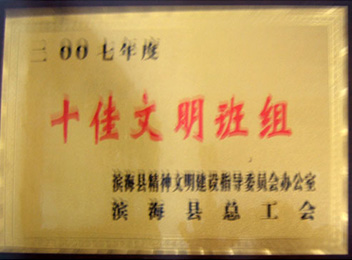 二00七年度
十佳文明班组
滨海县精神文明建设指导委员会办公室
滨海县总工会